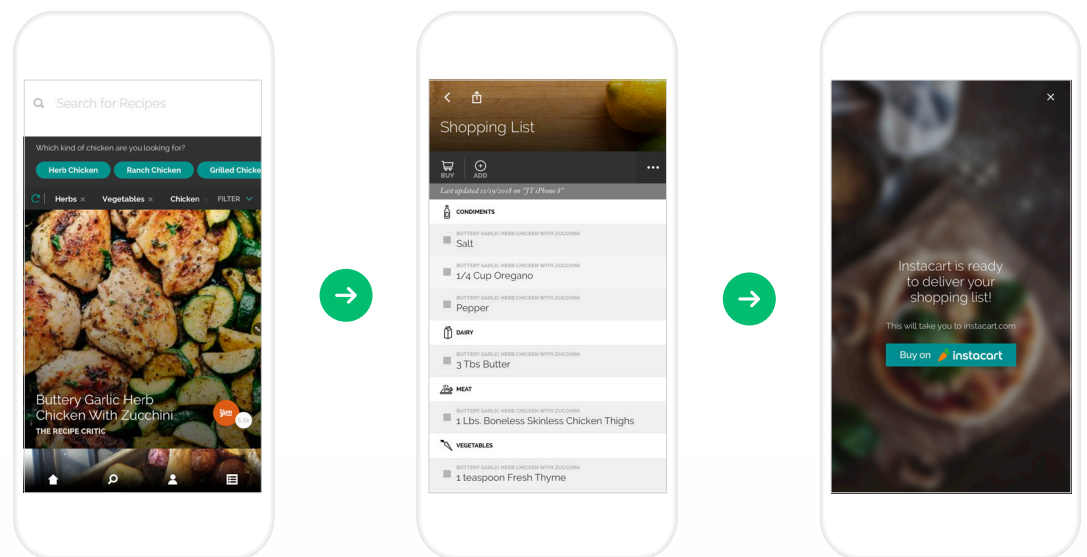 Search for Recipes
Which kind of chicken are you looking for?
Herb Chicken Ranch Chicken Grilled Chicke
Herbs × Vegetables × Chicken FILTER
Buttery Garlic Herb
Chicken With Zucchini
THE RECIPE CRITIC
Yum
Shopping List
BUY ADD
Last updated 11/19/2018 on "JT iPhone 8"
CONDIMENTS
BUTTERY GARLIC HERB CHICKEN WITH ZUCCHINI
Salt
BUTTERY GARLIC HERB CHICKEN WITH ZUCCHINI
1/4 Cup Oregano
BUTTERY GARLIC HERB CHICKEN WITH ZUCCHINI
Pepper
DAIRY
BUTTERY GARLIC HERB CHICKEN WITH ZUCCHINI
3 Tbs Butter
MEAT
BUTTERY GARLIC HERB CHICKEN WITH ZUCCHINI
1 Lbs. Boneless Skinless Chicken Thighs
VEGETABLES
BUTTERY GARLIC HERB CHICKEN WITH ZUCCHINI
1 teaspoon Fresh Thyme
Instacart is ready
to deliver your
shopping list!
This will take you to instacart.com
Buy on instacart